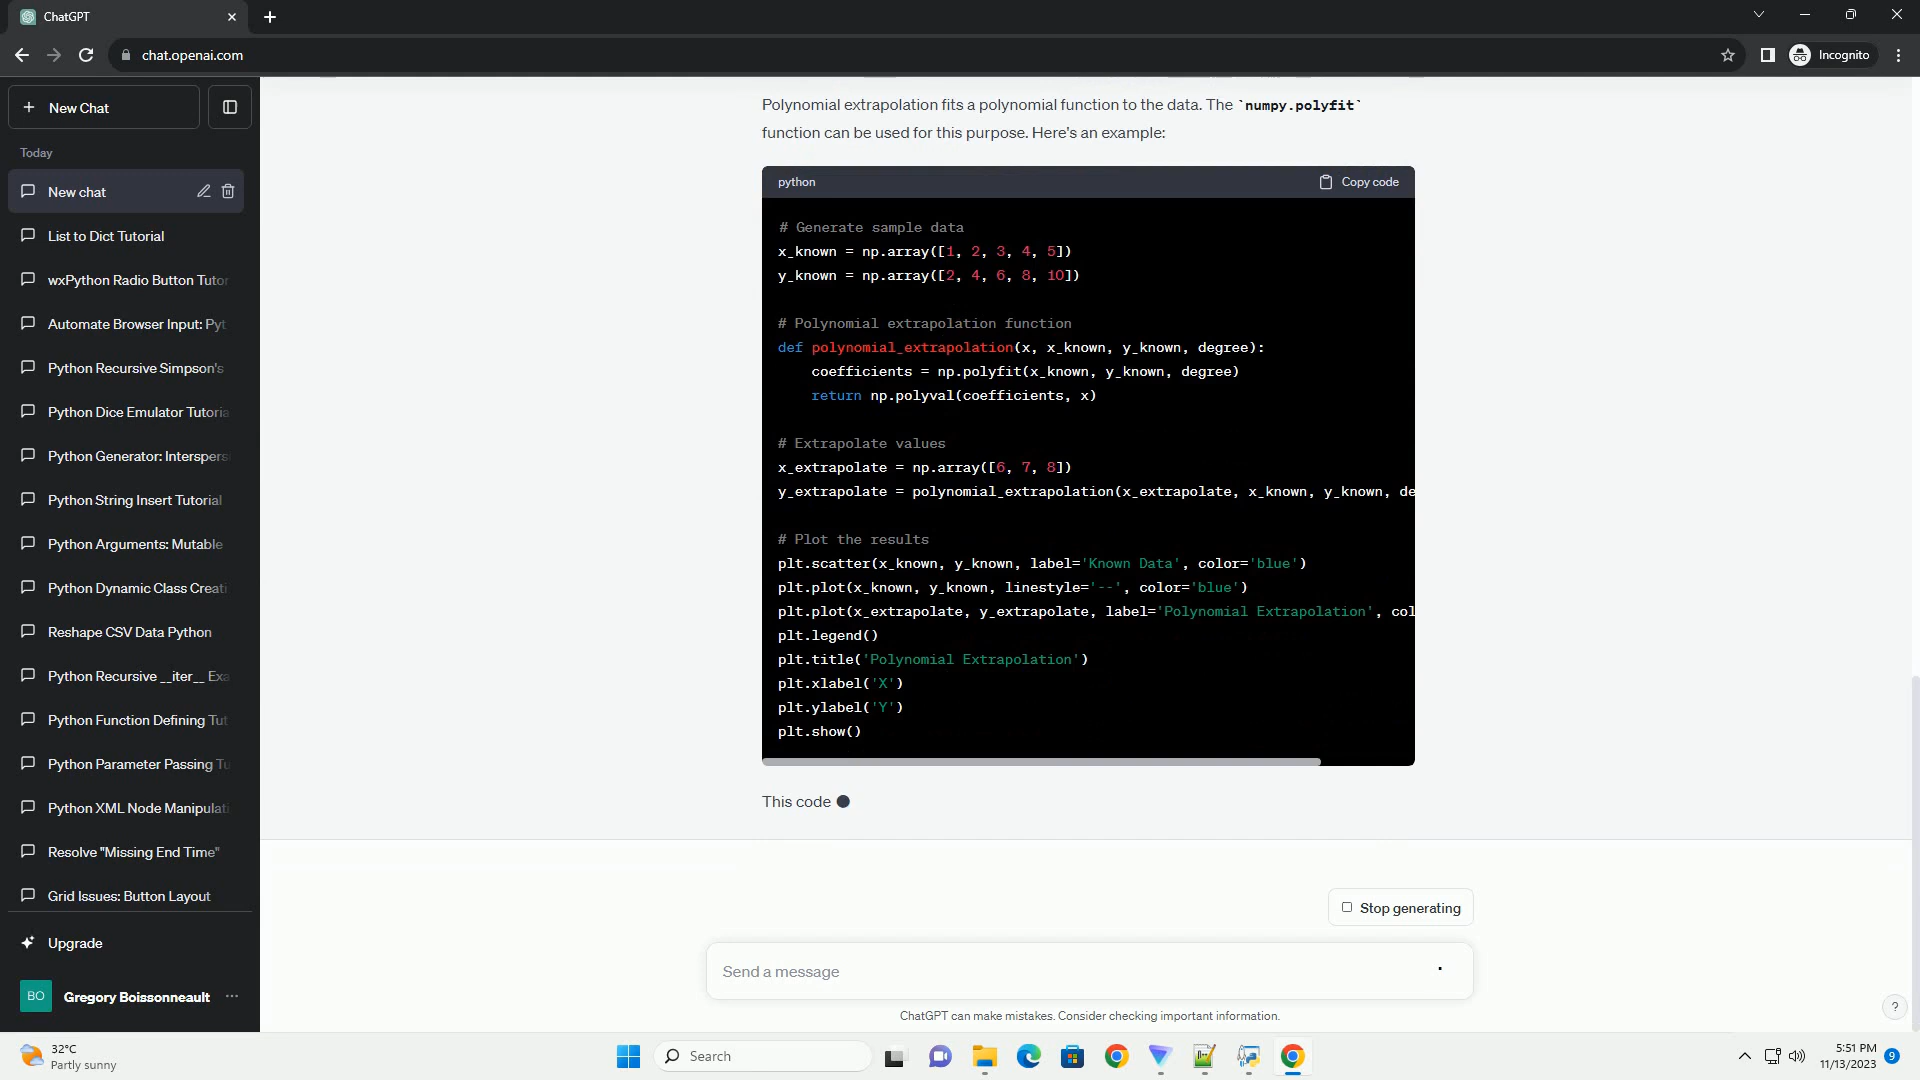 ChatGPT
chat.openai.com
Incognito
New Chat
Today
New chat
List to Dict Tutorial
wxPython Radio Button Tutor
Automate Browser Input: Pyt
Python Recursive Simpson's
Python Dice Emulator Tutoria
Python Generator: Interspers
Python String Insert Tutorial
Python Arguments: Mutable
Python Dynamic Class Creati
Reshape CSV Data Python
Python Recursive __iter__ Exa
Python Function Defining Tut
Python Parameter Passing Tu
Python XML Node Manipulati
Resolve "Missing End Time"
Grid Issues: Button Layout
Upgrade
BO Gregory Boissonneault
Polynomial extrapolation fits a polynomial function to the data. The `numpy.polyfit`
function can be used for this purpose. Here's an example:
python Copy code
# Generate sample data
x_known = np.array([1, 2, 3, 4, 5])
y_known = np.array([2, 4, 6, 8, 10])
# Polynomial extrapolation function
def polynomial_extrapolation(x, x_known, y_known, degree):
coefficients = np.polyfit(x_known, y_known, degree)
return np.polyval(coefficients, x)
# Extrapolate values
x_extrapolate = np.array([6, 7, 8])
y_extrapolate = polynomial_extrapolation(x_extrapolate, x_known, y_known, de
# Plot the results
plt.scatter(x_known, y_known, label='Known Data', color='blue')
plt.plot(x_known, y_known, linestyle='--', color='blue')
plt.plot(x_extrapolate, y_extrapolate, label='Polynomial Extrapolation', col
plt.legend()
plt.title('Polynomial Extrapolation')
plt.xlabel('X')
plt.ylabel('Y')
plt.show()
This code
Stop generating
Send a message
ChatGPT can make mistakes. Consider checking important information.
?
32°C
Partly sunny
Search
5:51 PM
11/13/2023
9